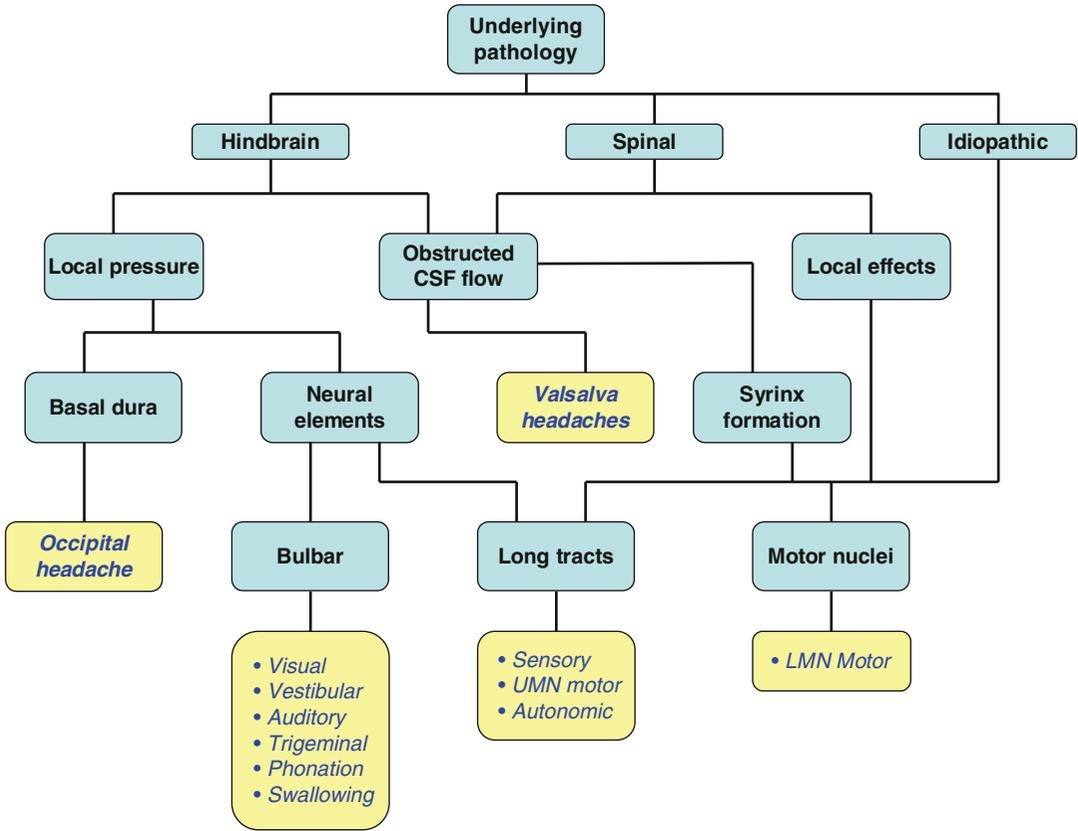 Underlying
pathology
Hindbrain
Spinal
Idiopathic
Local pressure
Obstructed
CSF flow
Local effects
Basal dura
Neural
elements
Valsalva
headaches
Syrinx
formation
Occipital
headache
Bulbar
Long tracts
Motor nuclei
• Visual
• Vestibular
• Auditory
• Trigeminal
• Phonation
• Swallowing
• Sensory
• UMN motor
• Autonomic
• LMN Motor